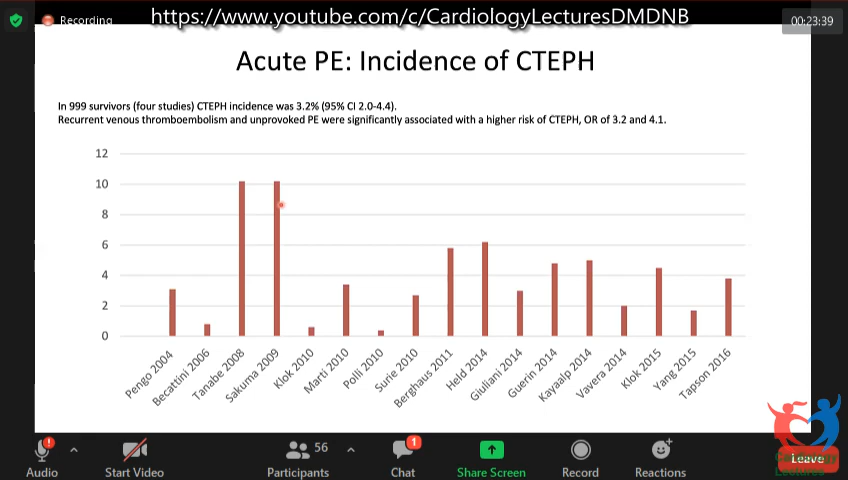 https://www.youtube.com/c/CardiologyLecturesDMDNB
Recording
00:23:39
Acute PE: Incidence of CTEPH
In 999 survivors (four studies) CTEPH incidence was 3.2% (95% CI 2.0-4.4).
Recurrent venous thromboembolism and unprovoked PE were significantly associated with a higher risk of CTEPH, OR of 3.2 and 4.1.
12
10
8
6
4
2
0
Pengo 2004
Becattini 2006
Tanabe 2008
Sakuma 2009
Klok 2010
Marti 2010
Polli 2010
Surie 2010
Berghaus 2011
Held 2014
Giuliani 2014
Guerin 2014
Kayaalp 2014
Vavera 2014
Klok 2015
Yang 2015
Tapson 2016
!
56
1
Audio
Start Video
Participants
Chat
Share Screen
Record
Reactions
Leave
Cardiology
Lectures